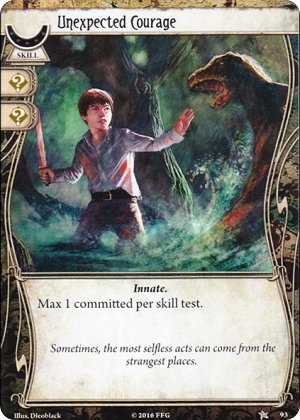 Unexpected Courage
SKILL
?
?
Innate.
Max 1 committed per skill test.
Sometimes, the most selfless acts can come from the
strangest places.
Illus. Dleoblack
© 2016 FFG
93